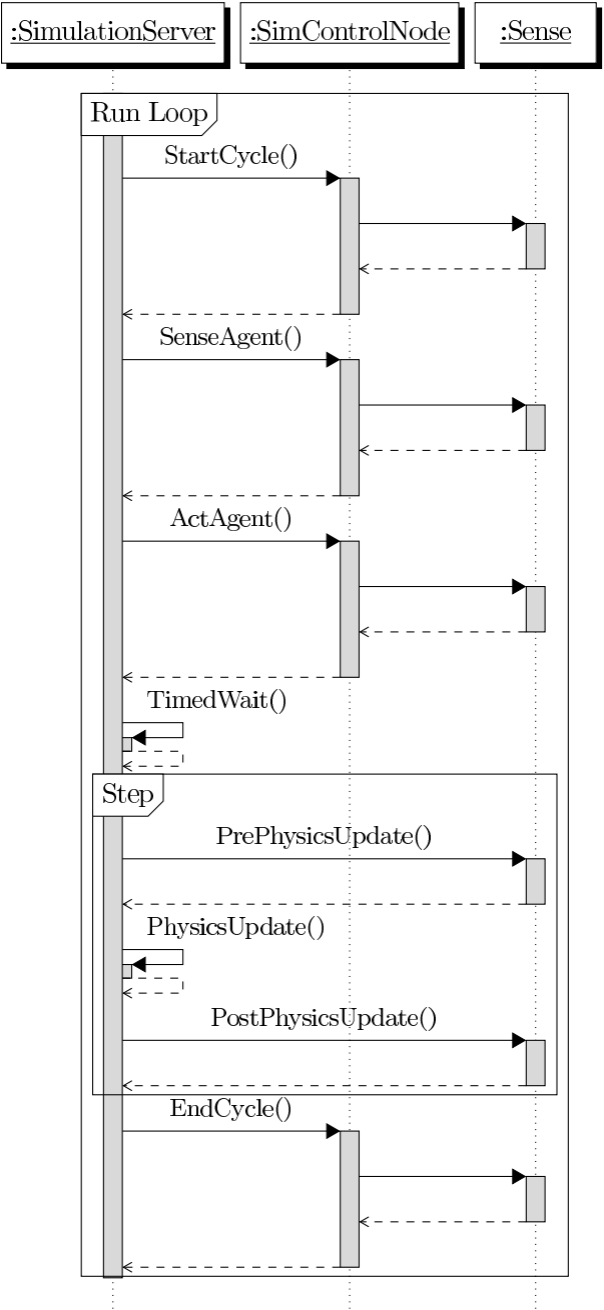 :SimulationServer :SimControlNode :Sense
Run Loop
StartCycle()
SenseAgent()
ActAgent()
TimedWait()
Step
PrePhysicsUpdate()
PhysicsUpdate()
PostPhysicsUpdate()
EndCycle()